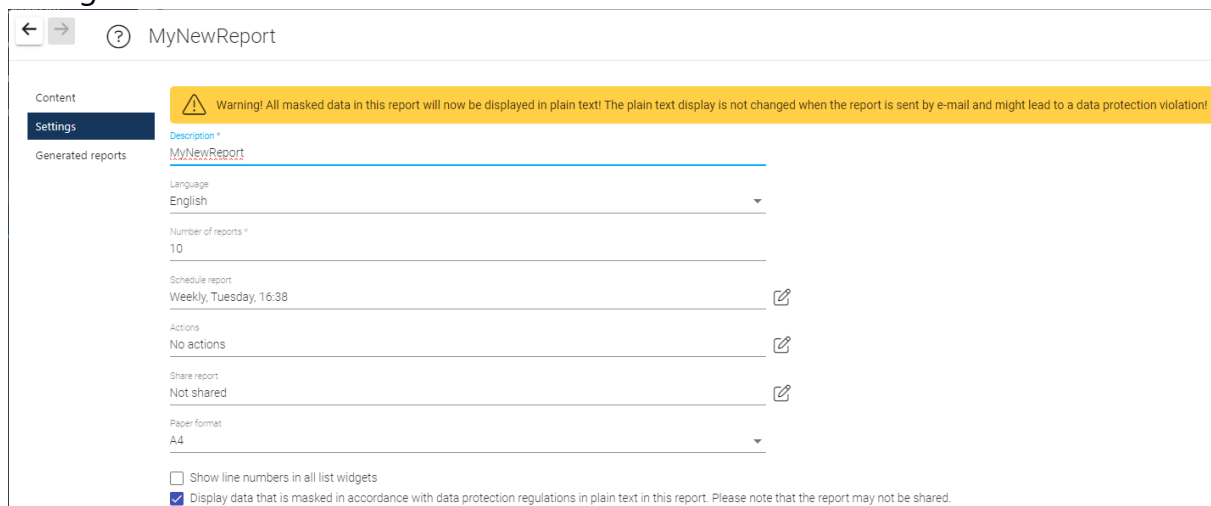 MyNewReport
Content
Settings
Generated reports
Warning! All masked data in this report will now be displayed in plain text! The plain text display is not changed when the report is sent by e-mail and might lead to a data protection violation!
Description *
MyNewReport
Language
English
Number of reports *
10
Schedule report
Weekly, Tuesday, 16:38
Actions
No actions
Share report
Not shared
Paper format
A4
Show line numbers in all list widgets
Display data that is masked in accordance with data protection regulations in plain text in this report. Please note that the report may not be shared.